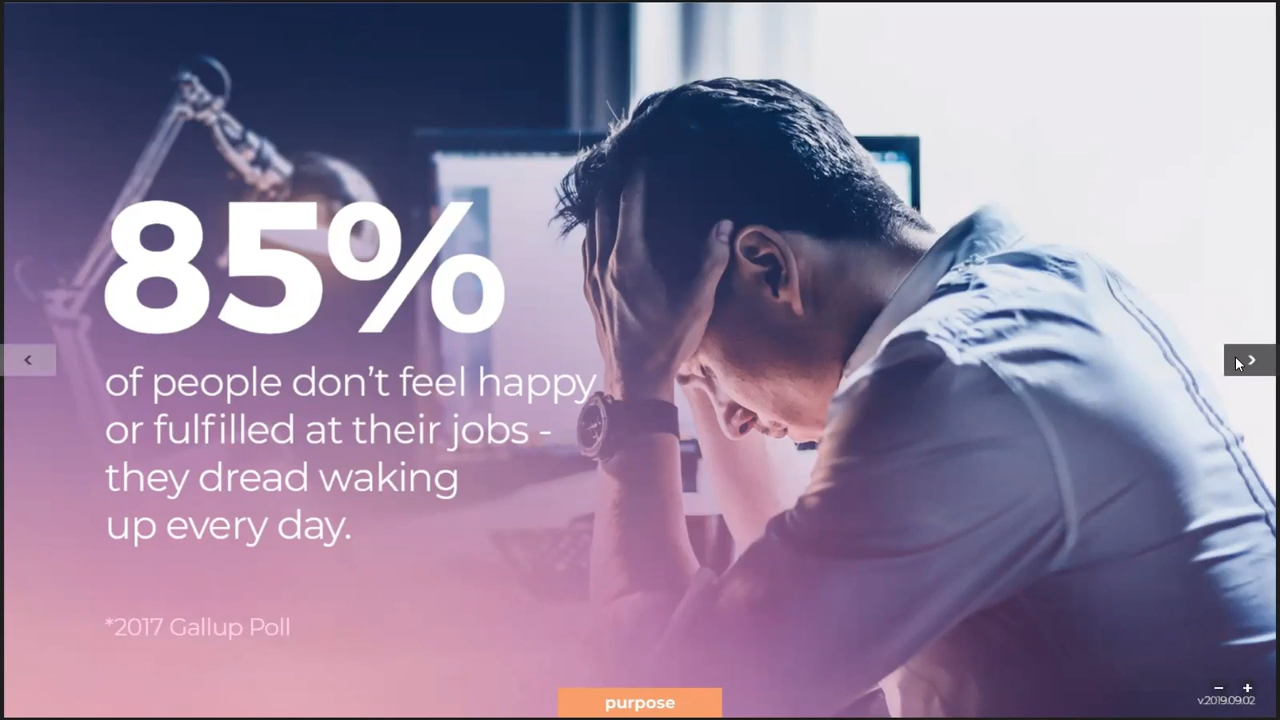 85%
of people don't feel happy
or fulfilled at their jobs -
they dread waking
up every day.
*2017 Gallup Poll
purpose
v.2019.09.02